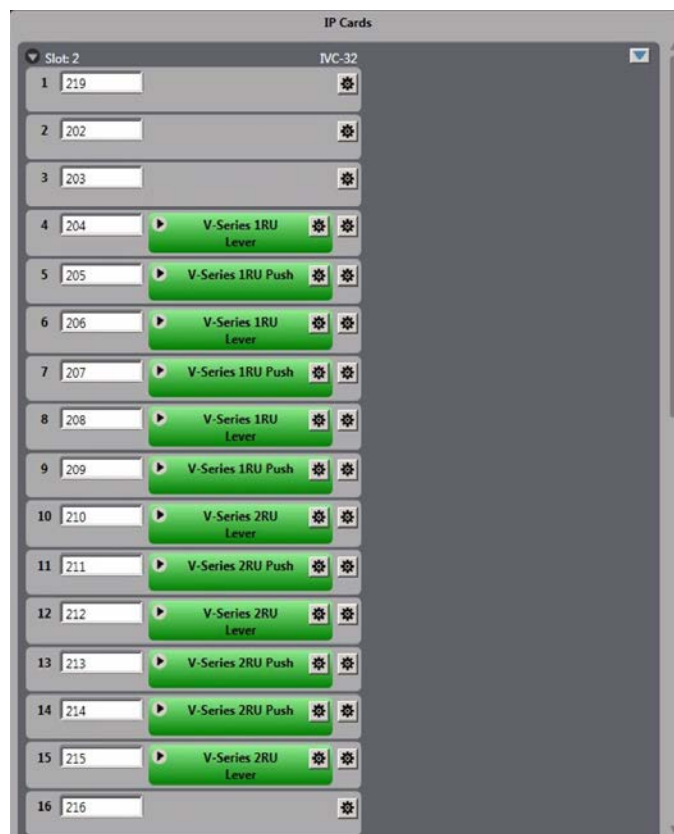 IP Cards
Slot: 2 IVC-32
1 219
2 202
3 203
4 204 V-Series 1RU
Lever
5 205 V-Series 1RU Push
6 206 V-Series 1RU
Lever
7 207 V-Series 1RU Push
8 208 V-Series 1RU
Lever
9 209 V-Series 1RU Push
10 210 V-Series 2RU
Lever
11 211 V-Series 2RU Push
12 212 V-Series 2RU
Lever
13 213 V-Series 2RU Push
14 214 V-Series 2RU Push
15 215 V-Series 2RU
Lever
16 216